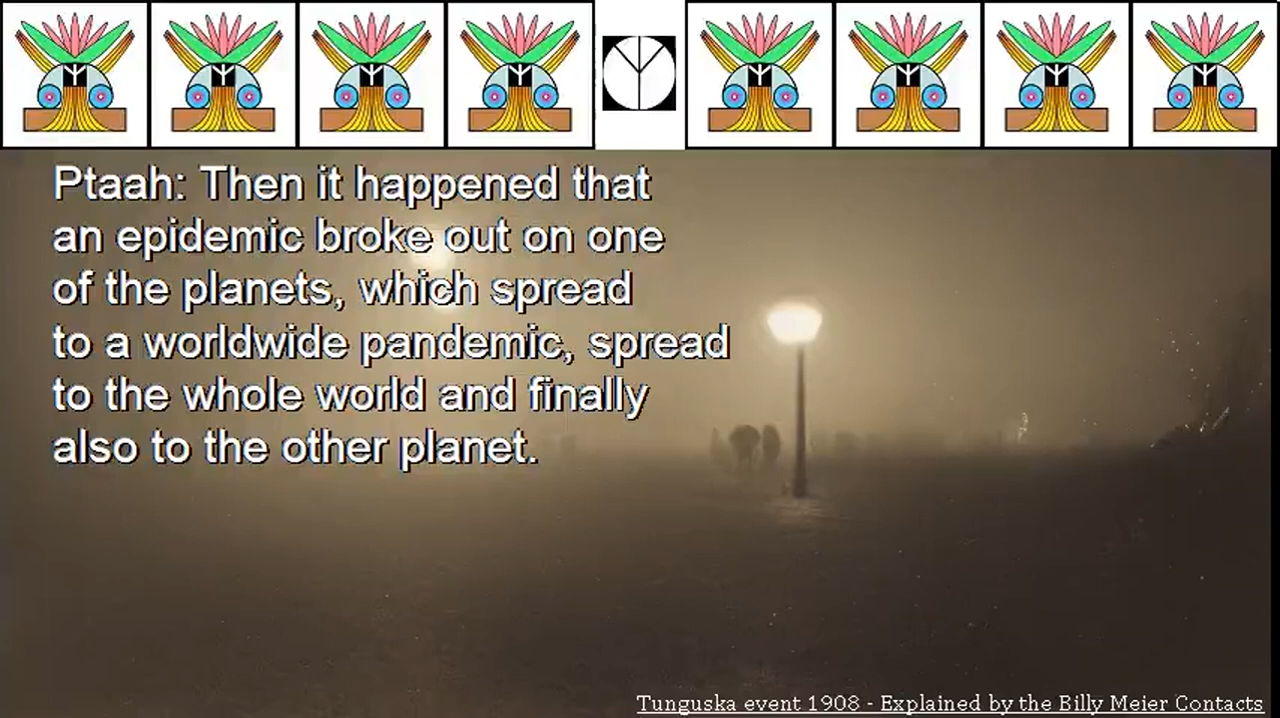 Ptaah: Then it happened that
an epidemic broke out on one
of the planets, which spread
to a worldwide pandemic, spread
to the whole world and finally
also to the other planet.
Tunguska event 1908 - Explained by the Billy Meier Contacts